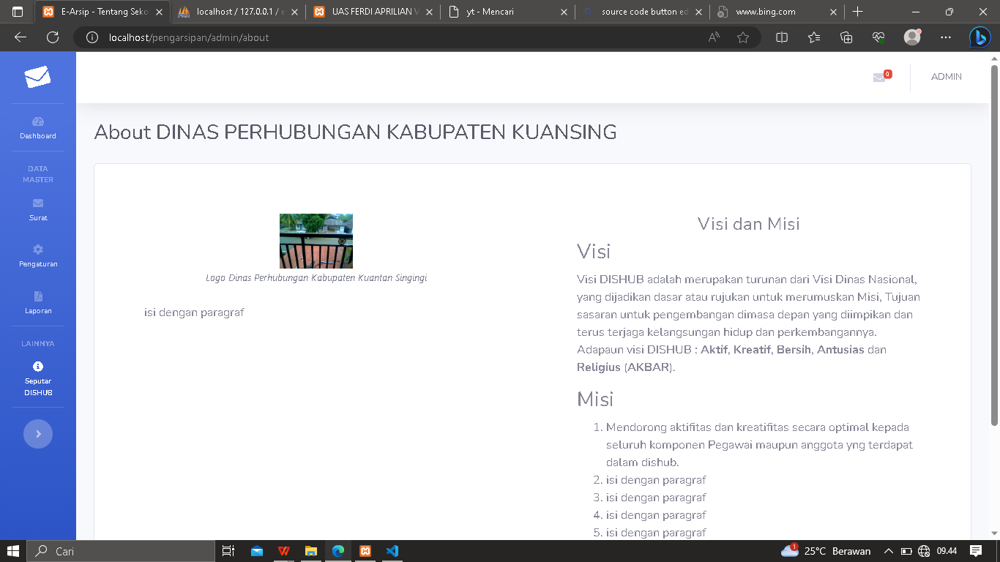 E-Arsip - Tentang Seko
localhost / 127.0.0.1 / e
UAS FERDI APRILIAN V
yt - Mencari
source code button ed
www.bing.com
localhost/pengarsipan/admin/about
0
ADMIN
Dashboard
DATA
MASTER
Surat
Pengaturan
Laporan
LAINNYA
Seputar
DISHUB
About DINAS PERHUBUNGAN KABUPATEN KUANSING
Logo Dinas Perhubungan Kabupaten Kuantan Singingi
isi dengan paragraf
Visi dan Misi
Visi
Visi DISHUB adalah merupakan turunan dari Visi Dinas Nasional,
yang dijadikan dasar atau rujukan untuk merumuskan Misi, Tujuan
sasaran untuk pengembangan dimasa depan yang diimpikan dan
terus terjaga kelangsungan hidup dan perkembangannya.
Adapaun visi DISHUB : Aktif, Kreatif, Bersih, Antusias dan
Religius (AKBAR).
Misi
1. Mendorong aktifitas dan kreatifitas secara optimal kepada
seluruh komponen Pegawai maupun anggota yng terdapat
dalam dishub.
2. isi dengan paragraf
3. isi dengan paragraf
4. isi dengan paragraf
5. isi dengan paragraf
Cari
1
25°C Berawan
09.44